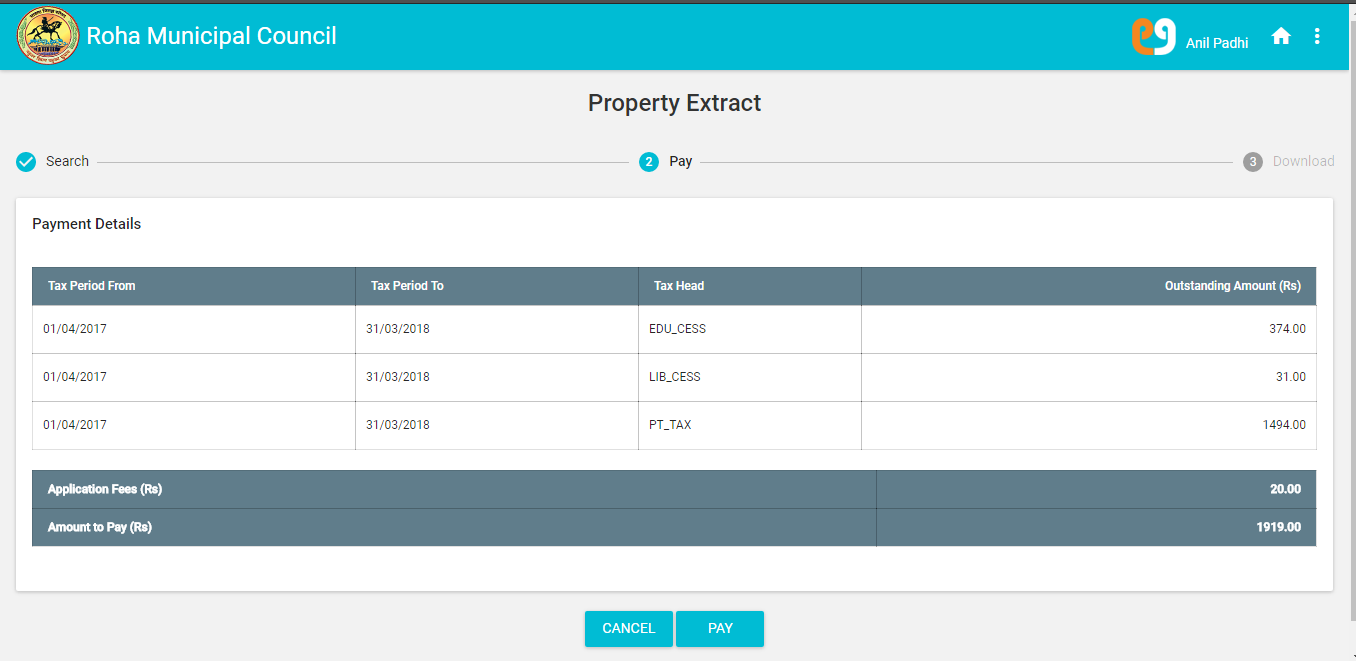 Roha Municipal Council
Anil Padhi
Property Extract
Search
2 Pay
3 Download
Payment Details
Tax Period From Tax Period To Tax Head Outstanding Amount (Rs)
01/04/2017 31/03/2018 EDU_CESS 374.00
01/04/2017 31/03/2018 LIB_CESS 31.00
01/04/2017 31/03/2018 PT_TAX 1494.00
Application Fees (Rs) 20.00
Amount to Pay (Rs) 1919.00
CANCEL PAY